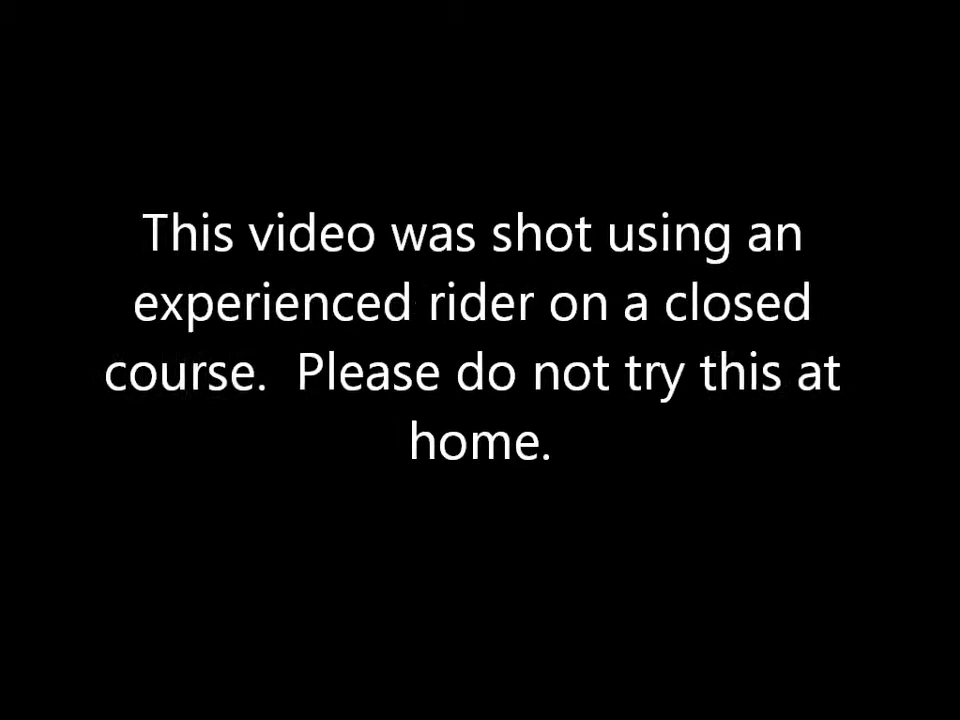 This video was shot using an
experienced rider on a closed
course.  Please do not try this at
home.